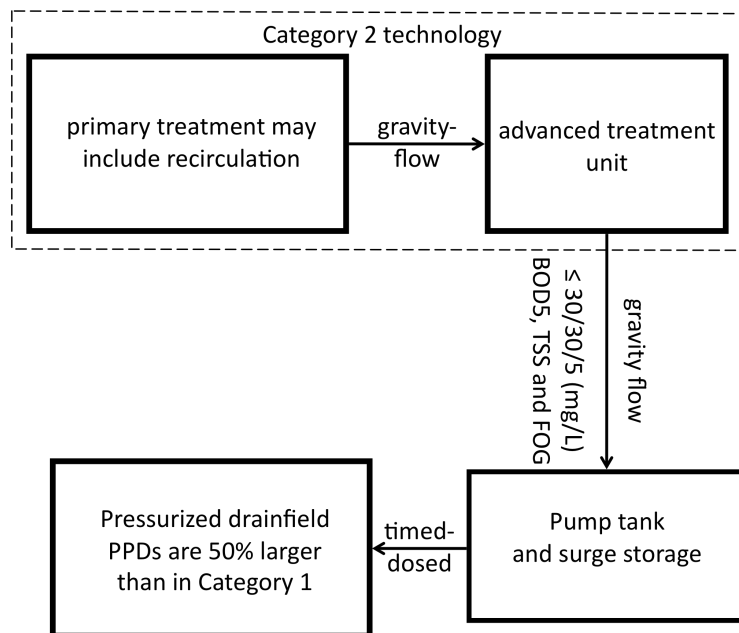 Category 2 technology
primary treatment may
include recirculation
gravity-
flow
advanced treatment
unit
≤ 30/30/5 (mg/L)
BOD5, TSS and FOG
gravity flow
Pump tank
and surge storage
timed-
dosed
Pressurized drainfield
PPDs are 50% larger
than in Category 1